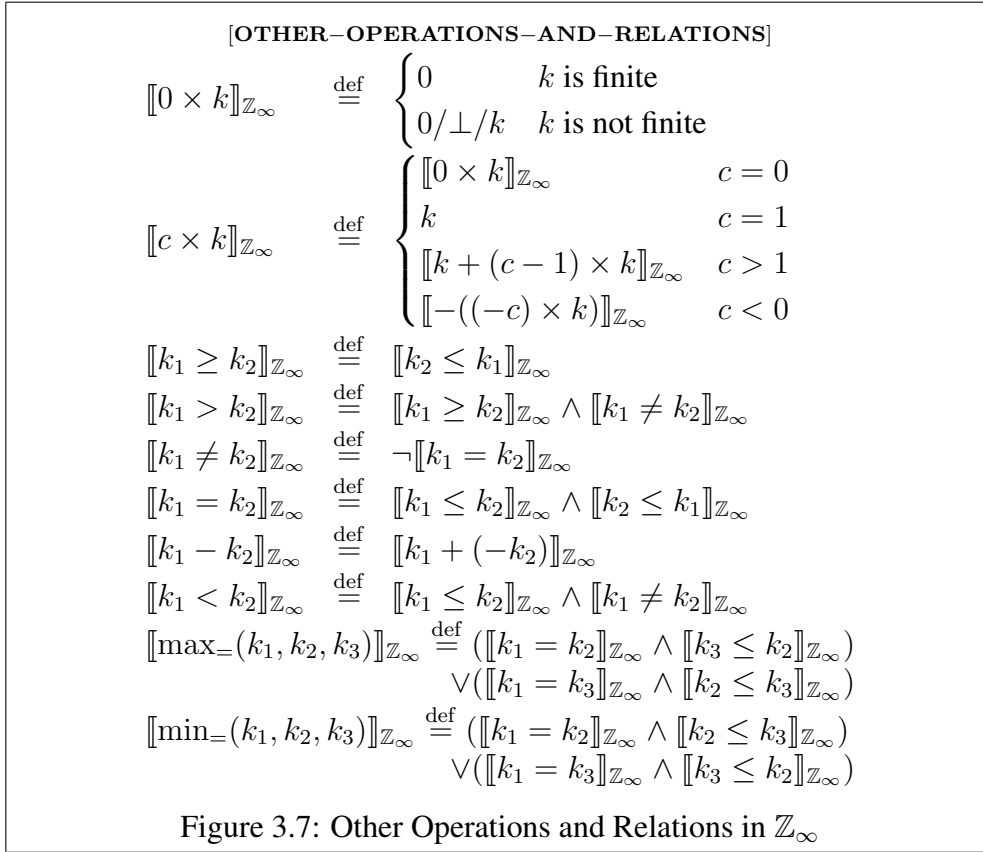 [OTHER–OPERATIONS–AND–RELATIONS]
⟦0 × k⟧ℤ∞ def= { 0 k is finite
0/⊥/k k is not finite
⟦c × k⟧ℤ∞ def= { ⟦0 × k⟧ℤ∞ c = 0
k c = 1
⟦k + (c − 1) × k⟧ℤ∞ c > 1
⟦−((−c) × k)⟧ℤ∞ c < 0
⟦k₁ ≥ k₂⟧ℤ∞ def= ⟦k₂ ≤ k₁⟧ℤ∞
⟦k₁ > k₂⟧ℤ∞ def= ⟦k₁ ≥ k₂⟧ℤ∞ ∧ ⟦k₁ ≠ k₂⟧ℤ∞
⟦k₁ ≠ k₂⟧ℤ∞ def= ¬⟦k₁ = k₂⟧ℤ∞
⟦k₁ = k₂⟧ℤ∞ def= ⟦k₁ ≤ k₂⟧ℤ∞ ∧ ⟦k₂ ≤ k₁⟧ℤ∞
⟦k₁ − k₂⟧ℤ∞ def= ⟦k₁ + (−k₂)⟧ℤ∞
⟦k₁ < k₂⟧ℤ∞ def= ⟦k₁ ≤ k₂⟧ℤ∞ ∧ ⟦k₁ ≠ k₂⟧ℤ∞
⟦max₌(k₁, k₂, k₃)⟧ℤ∞ def= (⟦k₁ = k₂⟧ℤ∞ ∧ ⟦k₃ ≤ k₂⟧ℤ∞)
∨(⟦k₁ = k₃⟧ℤ∞ ∧ ⟦k₂ ≤ k₃⟧ℤ∞)
⟦min₌(k₁, k₂, k₃)⟧ℤ∞ def= (⟦k₁ = k₂⟧ℤ∞ ∧ ⟦k₂ ≤ k₃⟧ℤ∞)
∨(⟦k₁ = k₃⟧ℤ∞ ∧ ⟦k₃ ≤ k₂⟧ℤ∞)
Figure 3.7: Other Operations and Relations in ℤ∞